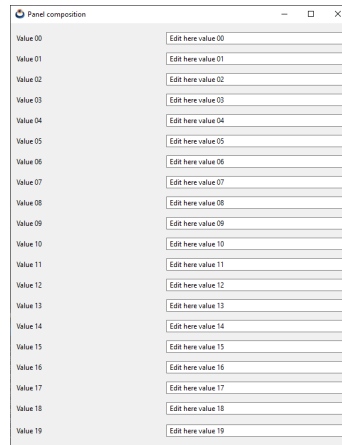 Panel composition
Value 00 Edit here value 00
Value 01 Edit here value 01
Value 02 Edit here value 02
Value 03 Edit here value 03
Value 04 Edit here value 04
Value 05 Edit here value 05
Value 06 Edit here value 06
Value 07 Edit here value 07
Value 08 Edit here value 08
Value 09 Edit here value 09
Value 10 Edit here value 10
Value 11 Edit here value 11
Value 12 Edit here value 12
Value 13 Edit here value 13
Value 14 Edit here value 14
Value 15 Edit here value 15
Value 16 Edit here value 16
Value 17 Edit here value 17
Value 18 Edit here value 18
Value 19 Edit here value 19